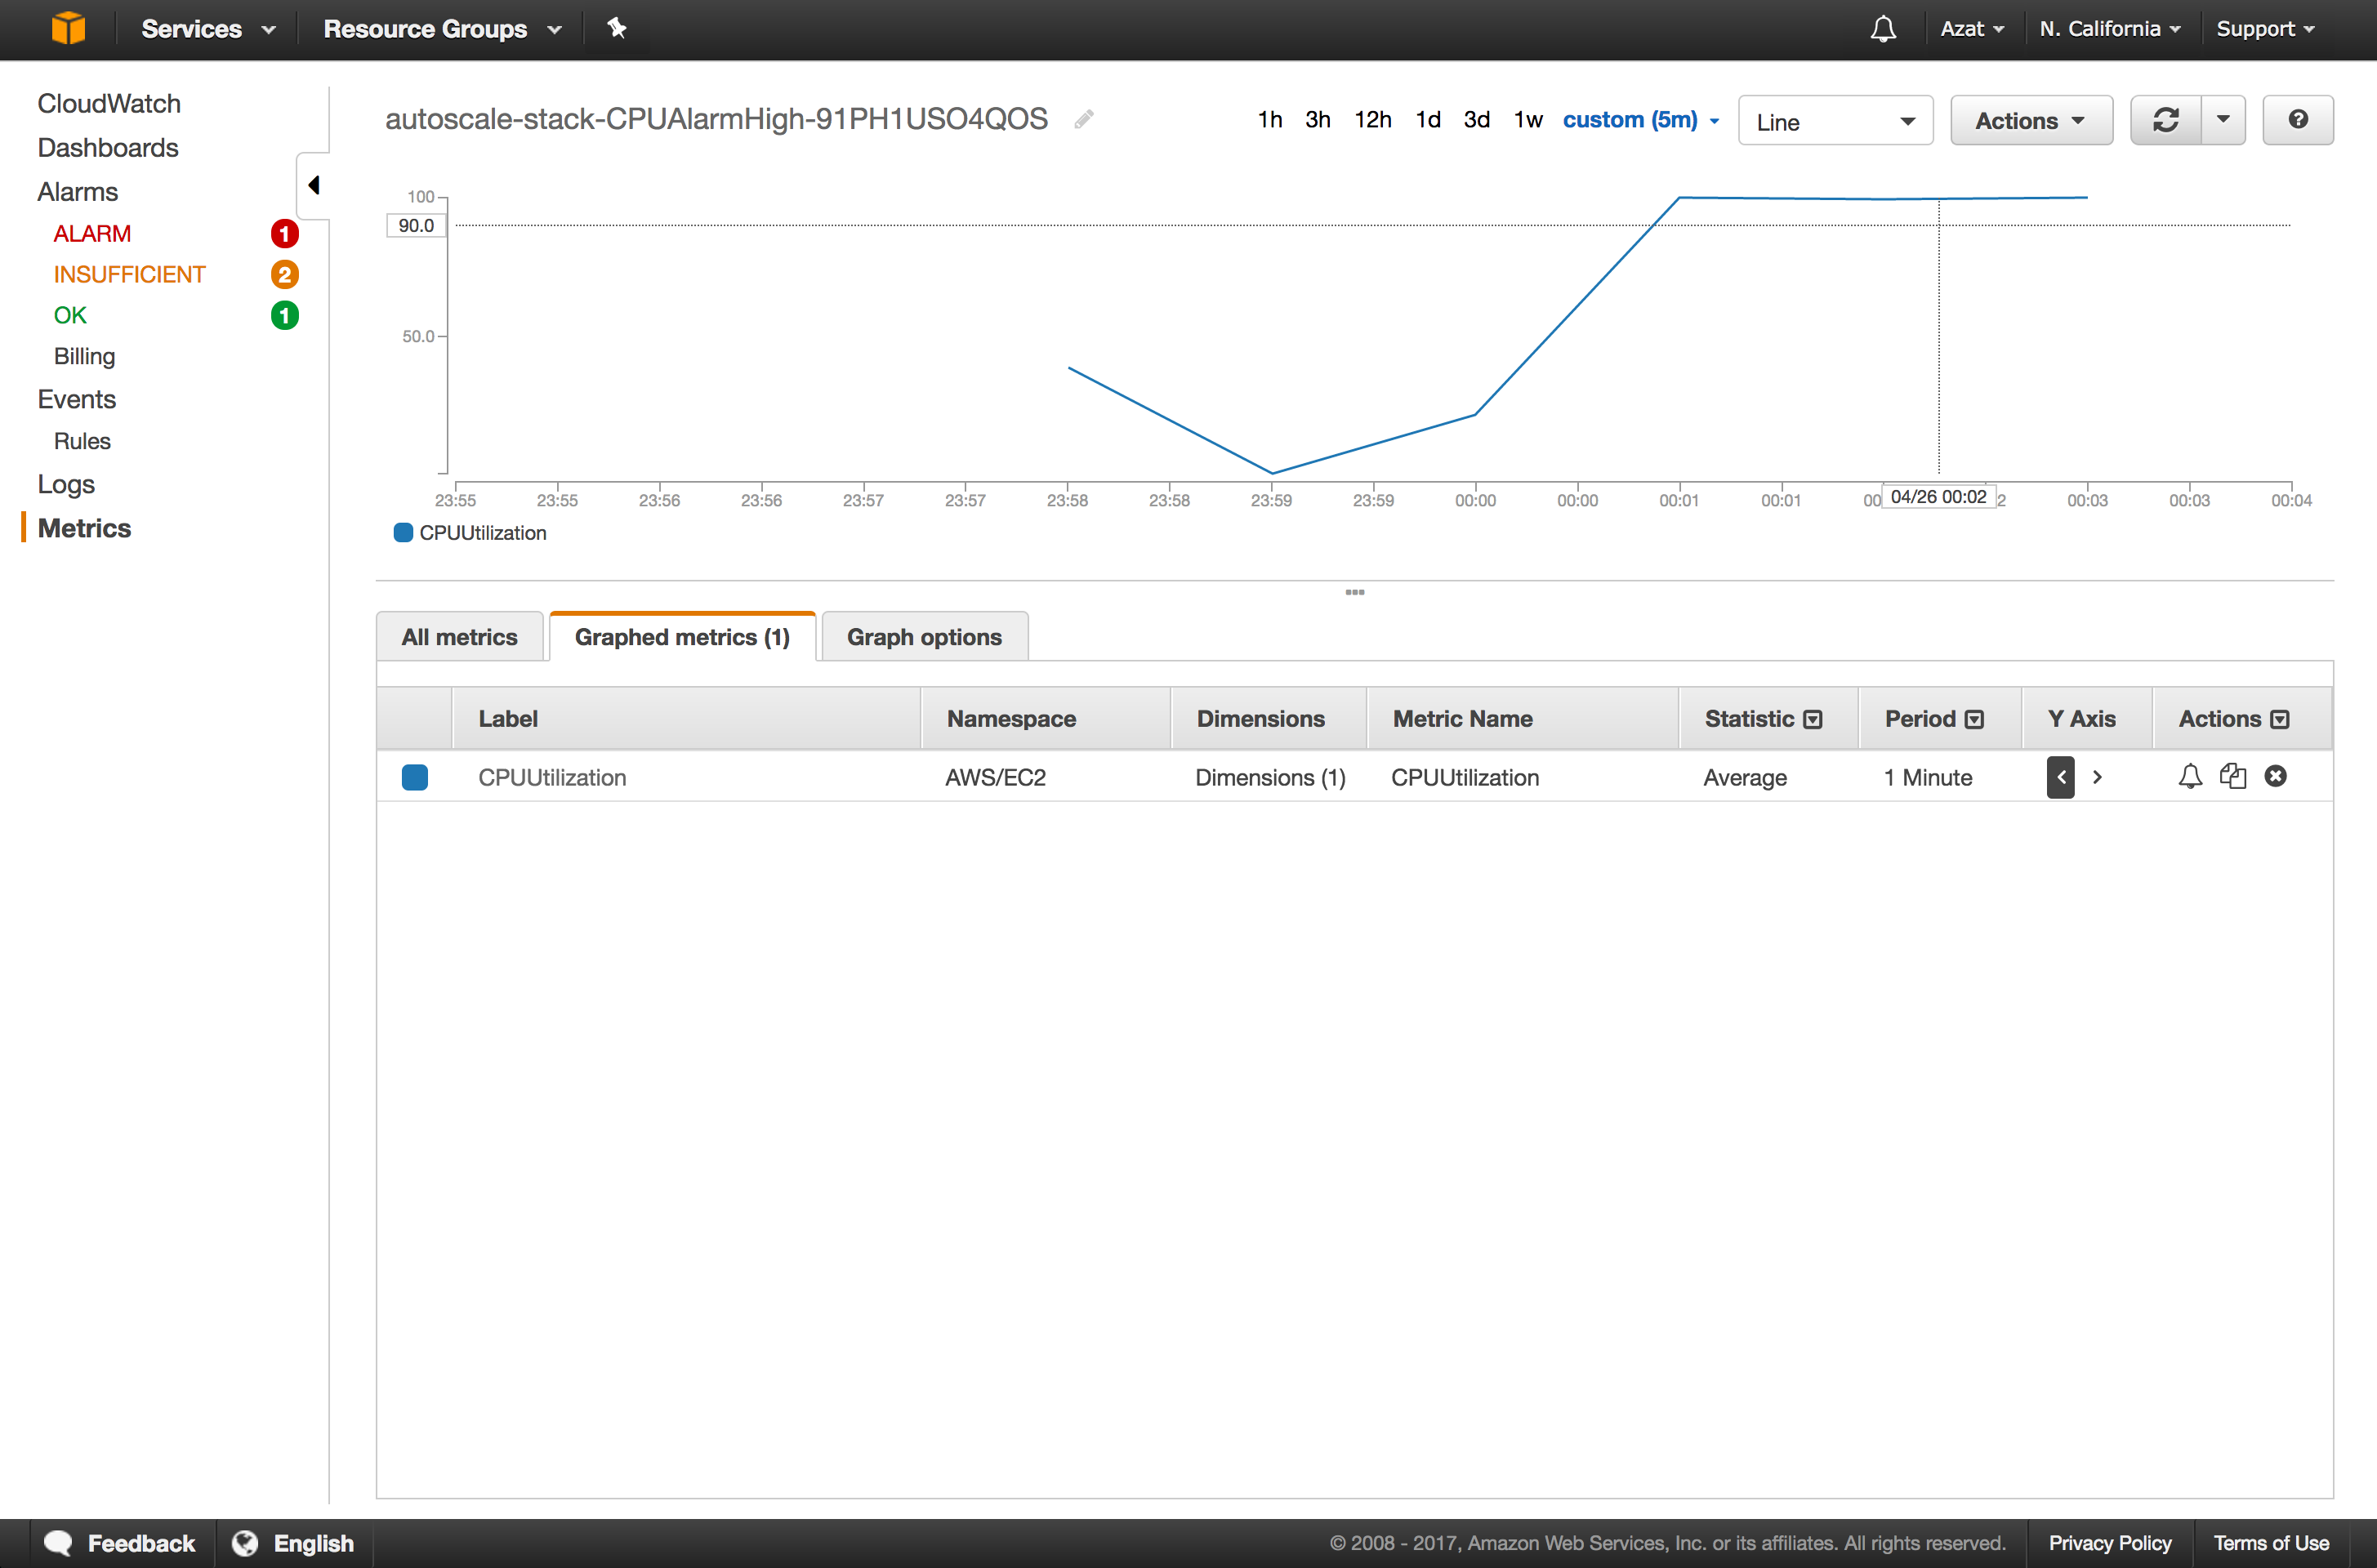 Services Resource Groups Azat N. California Support
CloudWatch
Dashboards
Alarms
ALARM 1
INSUFFICIENT 2
OK 1
Billing
Events
Rules
Logs
Metrics
autoscale-stack-CPUAlarmHigh-91PH1USO4QOS 1h 3h 12h 1d 3d 1w custom (5m) Line Actions
100
90.0
50.0
23:55 23:55 23:56 23:56 23:57 23:57 23:58 23:58 23:59 23:59 00:00 00:00 00:01 00:01 00 04/26 00:02 2 00:03 00:03 00:04
CPUUtilization
All metrics Graphed metrics (1) Graph options
Label Namespace Dimensions Metric Name Statistic Period Y Axis Actions
CPUUtilization AWS/EC2 Dimensions (1) CPUUtilization Average 1 Minute
Feedback English © 2008 - 2017, Amazon Web Services, Inc. or its affiliates. All rights reserved. Privacy Policy Terms of Use